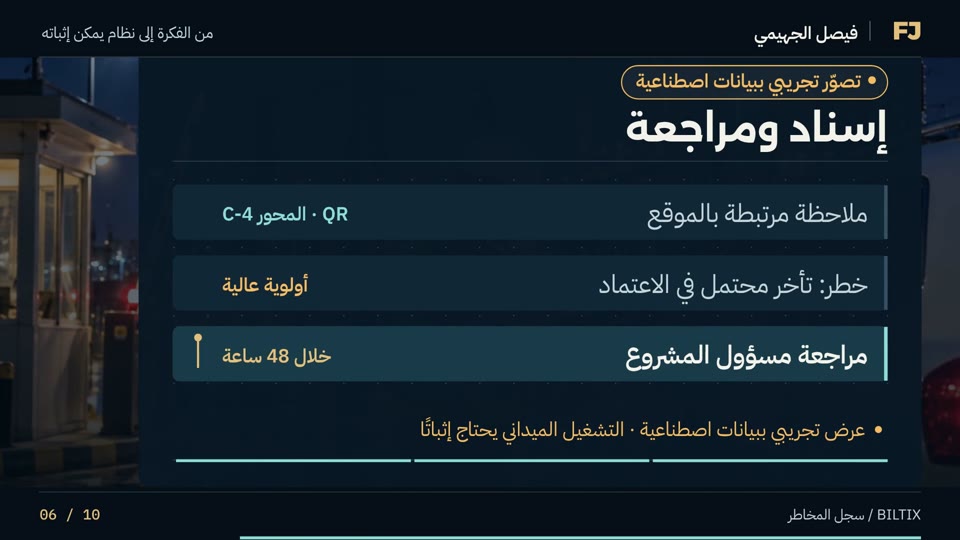 FJ | فيصل الجهيمي
من الفكرة إلى نظام يمكن إثباته
• تصوّر تجريبي ببيانات اصطناعية
إسناد ومراجعة
ملاحظة مرتبطة بالموقع
QR · المحور C-4
خطر: تأخر محتمل في الاعتماد
أولوية عالية
مراجعة مسؤول المشروع
خلال 48 ساعة
• عرض تجريبي ببيانات اصطناعية · التشغيل الميداني يحتاج إثباتًا
BILTIX / سجل المخاطر
06 / 10